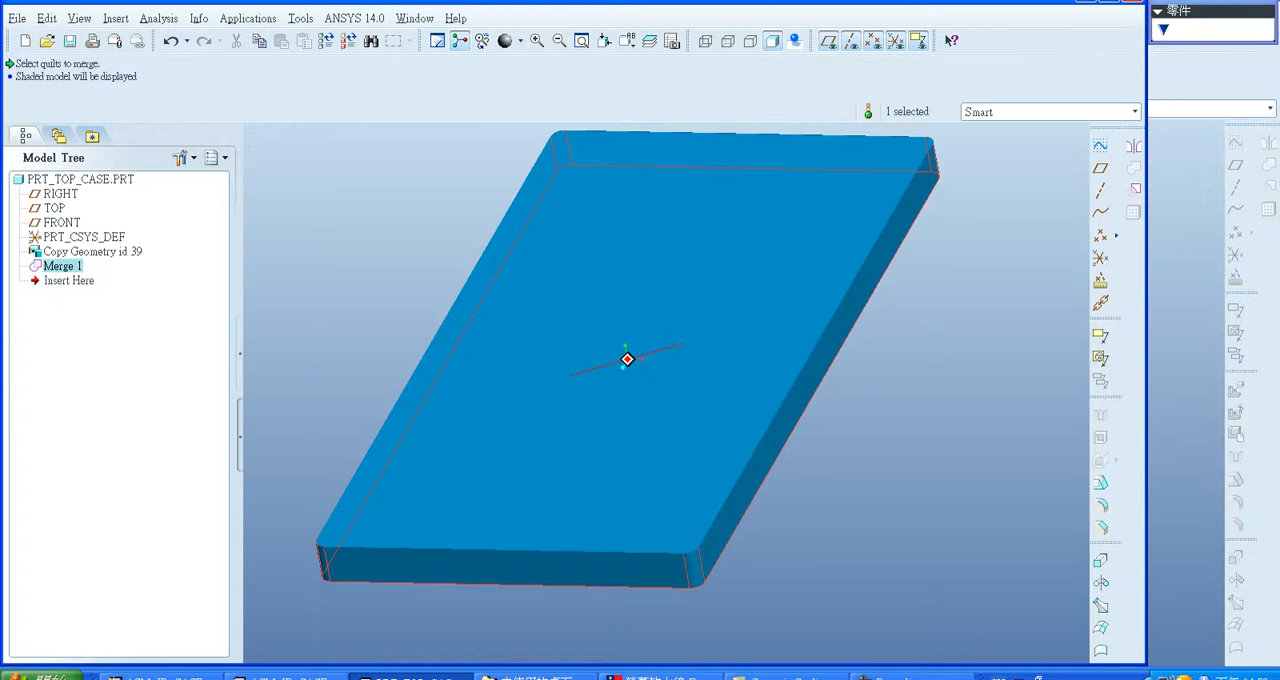 File Edit View Insert Analysis Info Applications Tools ANSYS 14.0 Window Help
零件
Select quilts to merge.
Shaded model will be displayed
1 selected
Smart
Model Tree
PRT_TOP_CASE.PRT
RIGHT
TOP
FRONT
PRT_CSYS_DEF
Copy Geometry id 39
Merge 1
Insert Here